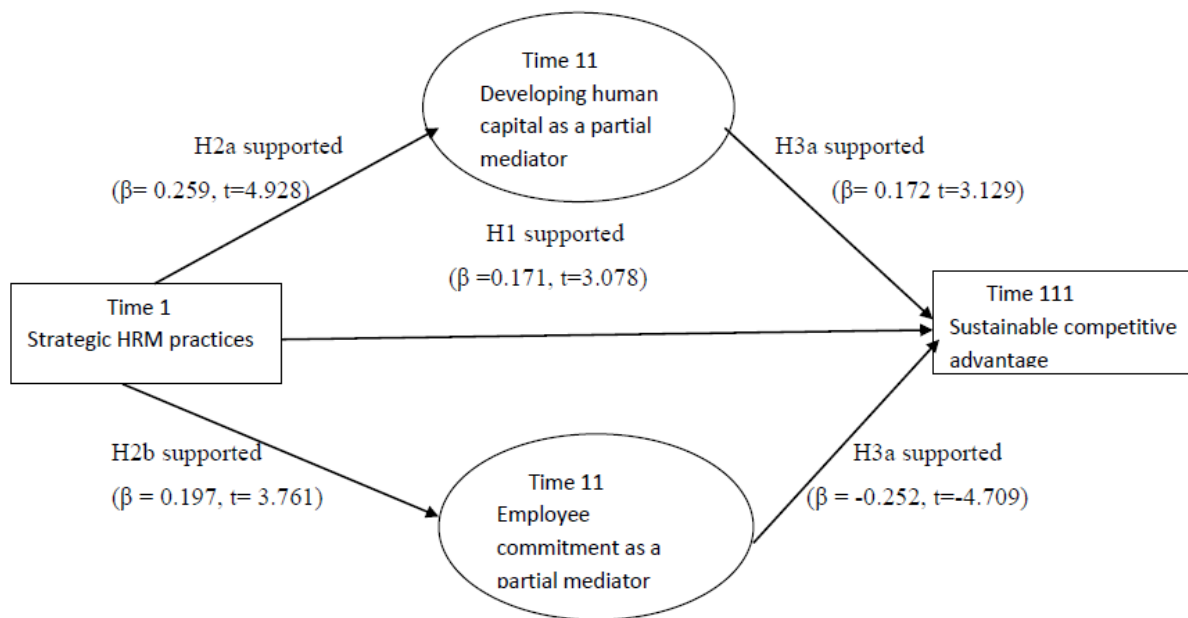 Time 11
Developing human
capital as a partial
mediator
H2a supported
(β= 0.259, t=4.928)
H3a supported
(β= 0.172 t=3.129)
H1 supported
(β =0.171, t=3.078)
Time 1
Strategic HRM practices
Time 111
Sustainable competitive
advantage
H2b supported
(β = 0.197, t= 3.761)
Time 11
Employee
commitment as a
partial mediator
H3a supported
(β = -0.252, t=-4.709)